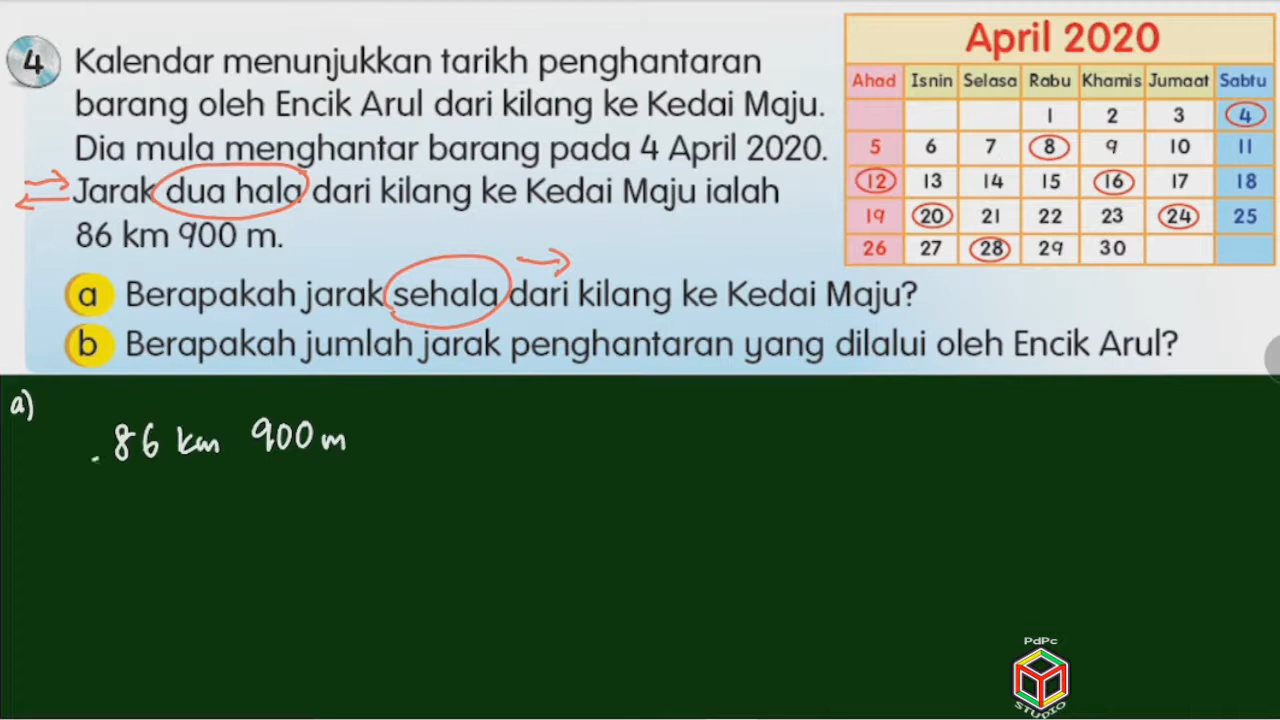 4 Kalendar menunjukkan tarikh penghantaran
barang oleh Encik Arul dari kilang ke Kedai Maju.
Dia mula menghantar barang pada 4 April 2020.
Jarak dua hala dari kilang ke Kedai Maju ialah
86 km 900 m.
a Berapakah jarak sehala dari kilang ke Kedai Maju?
b Berapakah jumlah jarak penghantaran yang dilalui oleh Encik Arul?
April 2020
Ahad Isnin Selasa Rabu Khamis Jumaat Sabtu
1 2 3 4
5 6 7 8 9 10 11
12 13 14 15 16 17 18
19 20 21 22 23 24 25
26 27 28 29 30
a)
86 km 900 m
PdPc
STUDIO